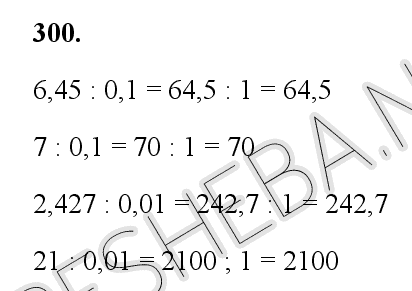 300.
6,45 : 0,1 = 64,5 : 1 = 64,5
7 : 0,1 = 70 : 1 = 70
2,427 : 0,01 = 242,7 : 1 = 242,7
21 : 0,01 = 2100 ; 1 = 2100
RESHEBA.N